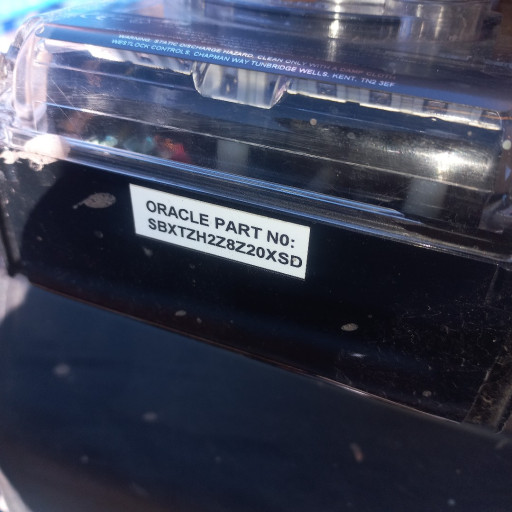 WARNING: STATIC DISCHARGE HAZARD. CLEAN ONLY WITH A DAMP CLOTH
WESTLOCK CONTROLS, CHAPMAN WAY TUNBRIDGE WELLS, KENT, TN2 3EF
ORACLE PART N0:
SBXTZH2Z8Z20XSD